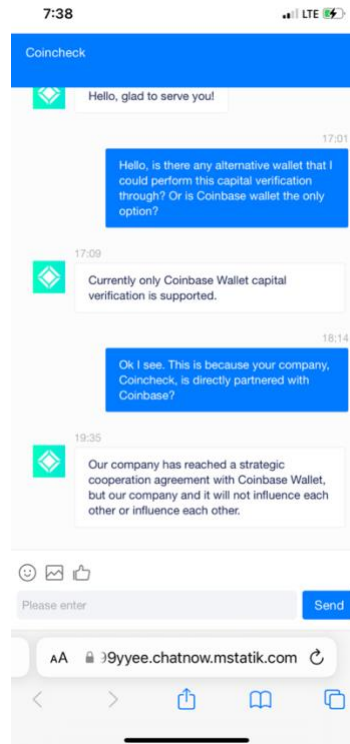 7:38
LTE
Coincheck
Hello, glad to serve you!
17:01
Hello, is there any alternative wallet that I
could perform this capital verification
through? Or is Coinbase wallet the only
option?
17:09
Currently only Coinbase Wallet capital
verification is supported.
18:14
Ok I see. This is because your company,
Coincheck, is directly partnered with
Coinbase?
19:35
Our company has reached a strategic
cooperation agreement with Coinbase Wallet,
but our company and it will not influence each
other or influence each other.
Please enter
Send
AA
9yyee.chatnow.mstatik.com